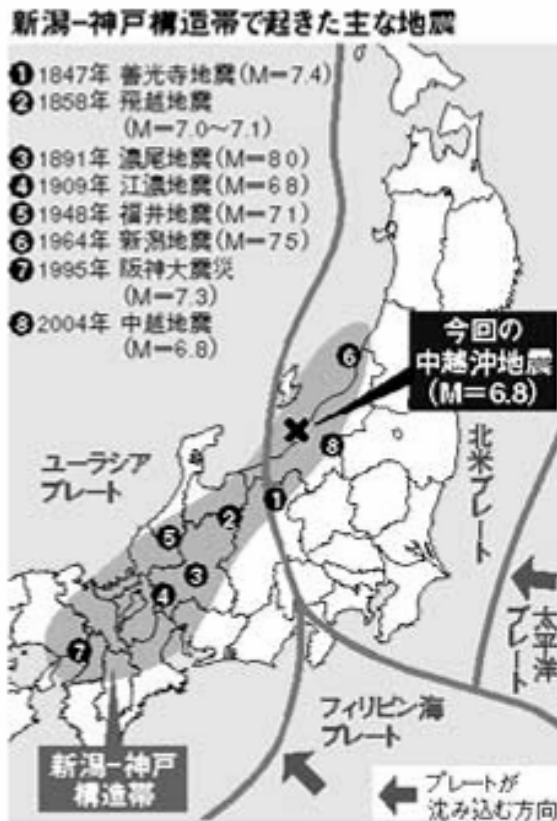 新潟−神戸構造帯で起きた主な地震
❶1847年 善光寺地震(M=7.4)
❷1858年 飛越地震
(M=7.0〜7.1)
❸1891年 濃尾地震(M=8.0)
❹1909年 江濃地震(M=6.8)
❺1948年 福井地震(M=7.1)
❻1964年 新潟地震(M=7.5)
❼1995年 阪神大震災
(M=7.3)
❽2004年 中越地震
(M=6.8)
今回の
中越沖地震
(M=6.8)
❻
❽
❶
❷
❺
❸
❹
❼
ユーラシア
プレート
北米プレート
太平洋
プレート
フィリピン海
プレート
新潟−神戸
構造帯
プレートが
沈み込む方向